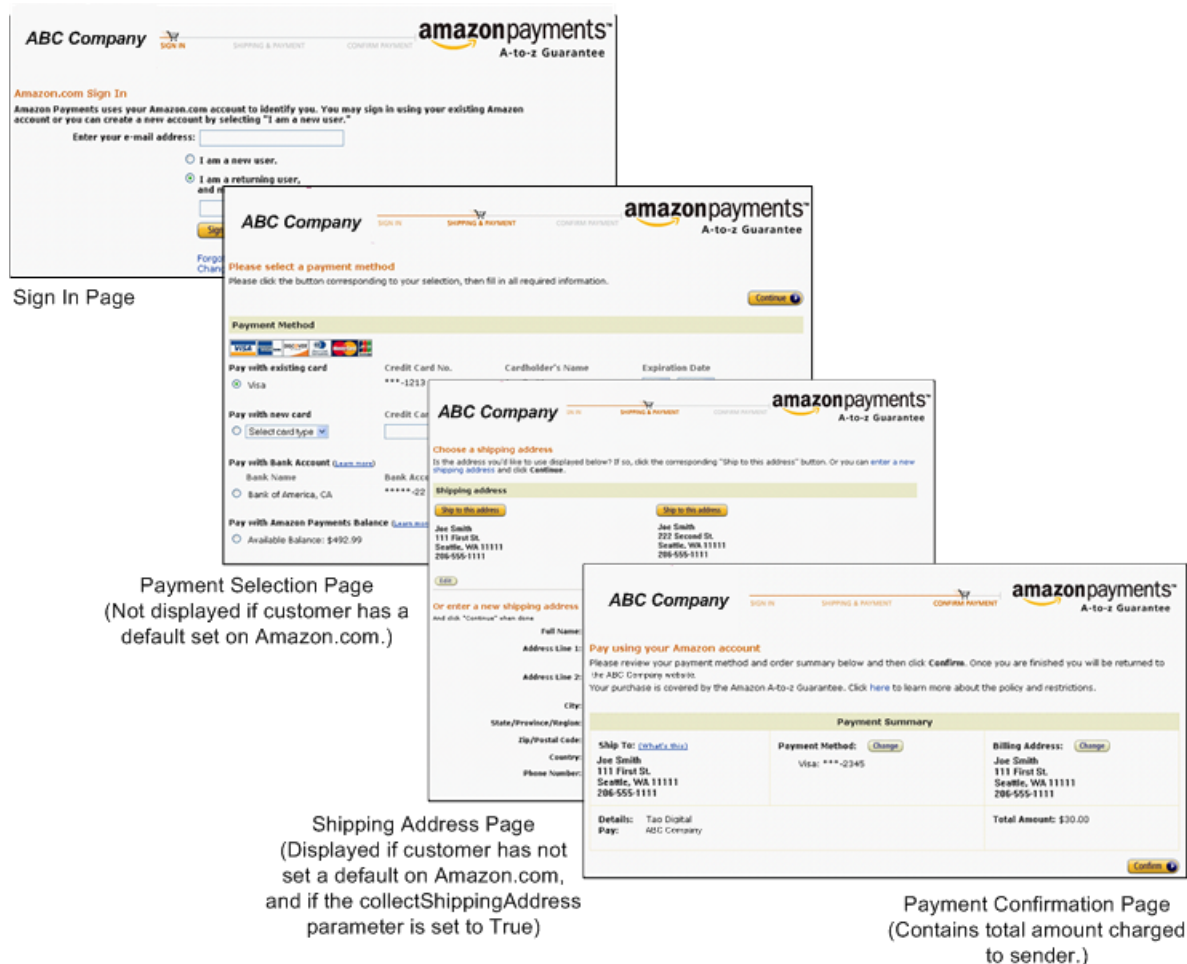 ABC Company
SIGN IN SHIPPING & PAYMENT CONFIRM PAYMENT
amazonpayments™
A-to-z Guarantee
Amazon.com Sign In
Amazon Payments uses your Amazon.com account to identify you. You may sign in using your existing Amazon
account or you can create a new account by selecting "I am a new user."
Enter your e-mail address:
I am a new user.
I am a returning user,
and
Sign In Page
ABC Company
SIGN IN SHIPPING & PAYMENT CONFIRM PAYMENT
amazonpayments™
A-to-z Guarantee
Please select a payment method
Please click the button corresponding to your selection, then fill in all required information.
Continue
Payment Method
VISA
Pay with existing card Credit Card No. Cardholder's Name Expiration Date
Visa ***-1213
Pay with new card
Select card type
Pay with Bank Account (Learn more)
Bank Name
Bank of America, CA *****-22
Pay with Amazon Payments Balance
Available Balance: $492.99
Payment Selection Page
(Not displayed if customer has a
default set on Amazon.com.)
ABC Company
SIGN IN SHIPPING & PAYMENT CONFIRM PAYMENT
amazonpayments™
A-to-z Guarantee
Choose a shipping address
Is the address you'd like to use displayed below? If so, click the corresponding "Ship to this address" button. Or you can enter a new
shipping address and click Continue.
Shipping address
Ship to this address Ship to this address
Joe Smith Joe Smith
111 First St. 222 Second St.
Seattle, WA 11111 Seattle, WA 11111
206-555-1111 206-555-1111
Edit
Or enter a new shipping address
And click "Continue" when done
Full Name:
Address Line 1:
Address Line 2:
City:
State/Province/Region:
Zip/Postal Code:
Country:
Phone Number:
Shipping Address Page
(Displayed if customer has not
set a default on Amazon.com,
and if the collectShippingAddress
parameter is set to True)
ABC Company
SIGN IN SHIPPING & PAYMENT CONFIRM PAYMENT
amazonpayments™
A-to-z Guarantee
Pay using your Amazon account
Please review your payment method and order summary below and then click Confirm. Once you are finished you will be returned to
the ABC Company website.
Your purchase is covered by the Amazon A-to-z Guarantee. Click here to learn more about the policy and restrictions.
Payment Summary
Ship To: (What's this) Payment Method: Change Billing Address: Change
Joe Smith Visa: ***-2345 Joe Smith
111 First St. 111 First St.
Seattle, WA 11111 Seattle, WA 11111
206-555-1111 206-555-1111
Details: Tao Digital Total Amount: $30.00
Pay: ABC Company
Confirm
Payment Confirmation Page
(Contains total amount charged
to sender.)